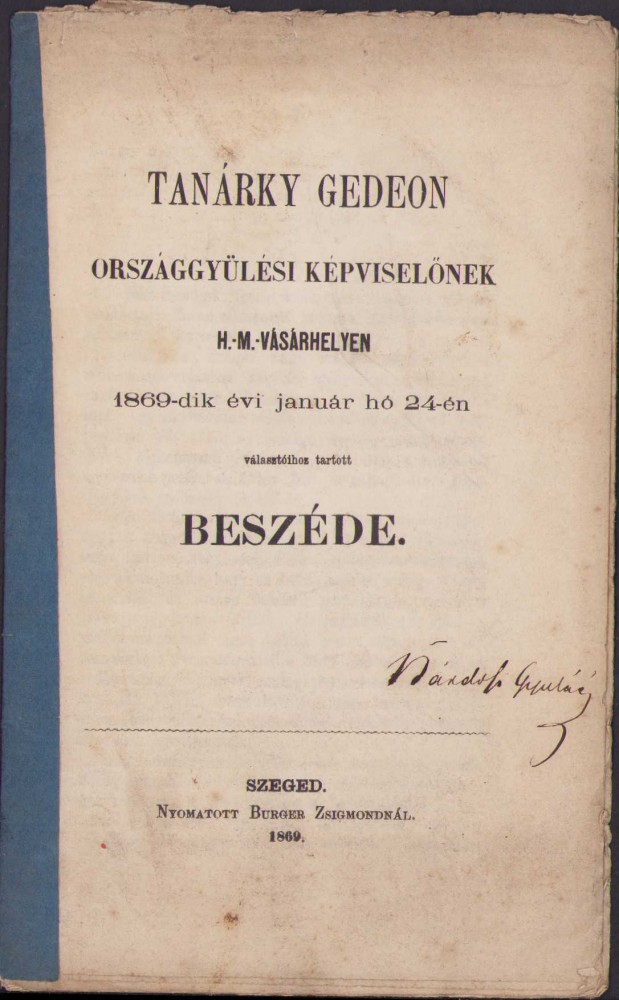 TANÁRKY GEDEON
ORSZÁGGYÜLÉSI KÉPVISELŐNEK
H.-M.-VÁSÁRHELYEN
1869-dik évi január hó 24-én
választóihoz tartott
BESZÉDE.
SZEGED.
NYOMATOTT BURGER ZSIGMONDNÁL.
1869.